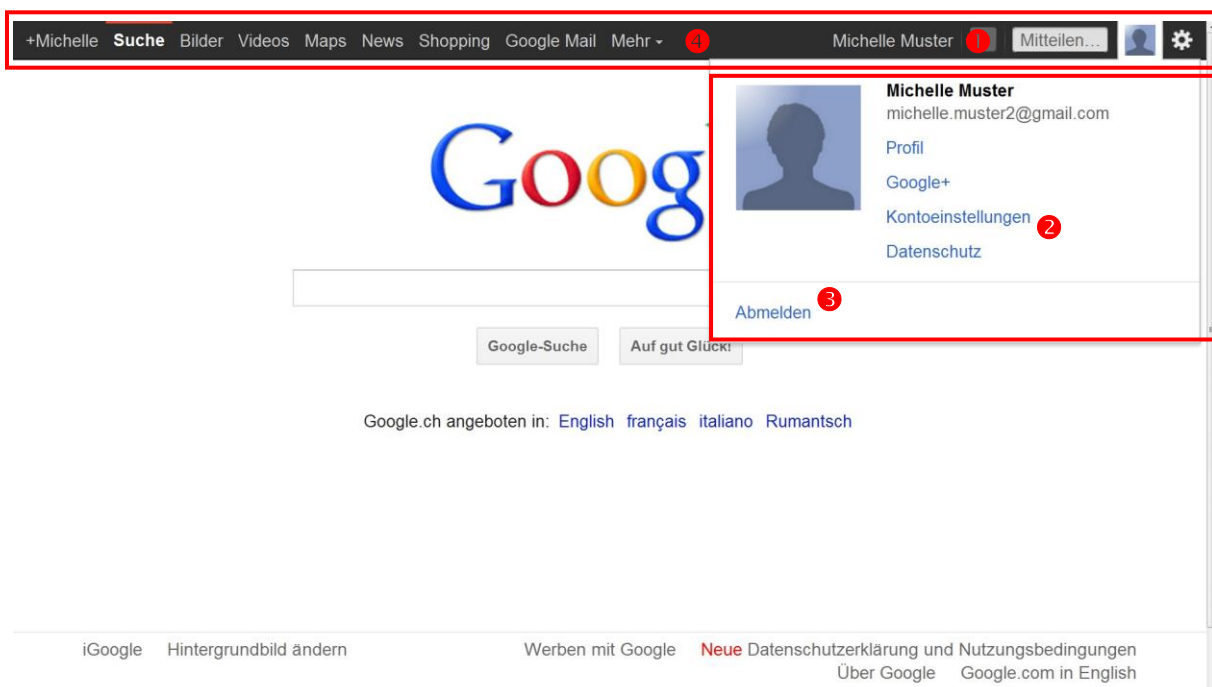 +Michelle Suche Bilder Videos Maps News Shopping Google Mail Mehr 4 Michelle Muster 1 Mitteilen...
Michelle Muster
michelle.muster2@gmail.com
Profil
Google+
Kontoeinstellungen 2
Datenschutz
Abmelden 3
Goog
Google-Suche Auf gut Glück!
Google.ch angeboten in: English français italiano Rumantsch
iGoogle Hintergrundbild ändern Werben mit Google Neue Datenschutzerklärung und Nutzungsbedingungen
Über Google Google.com in English